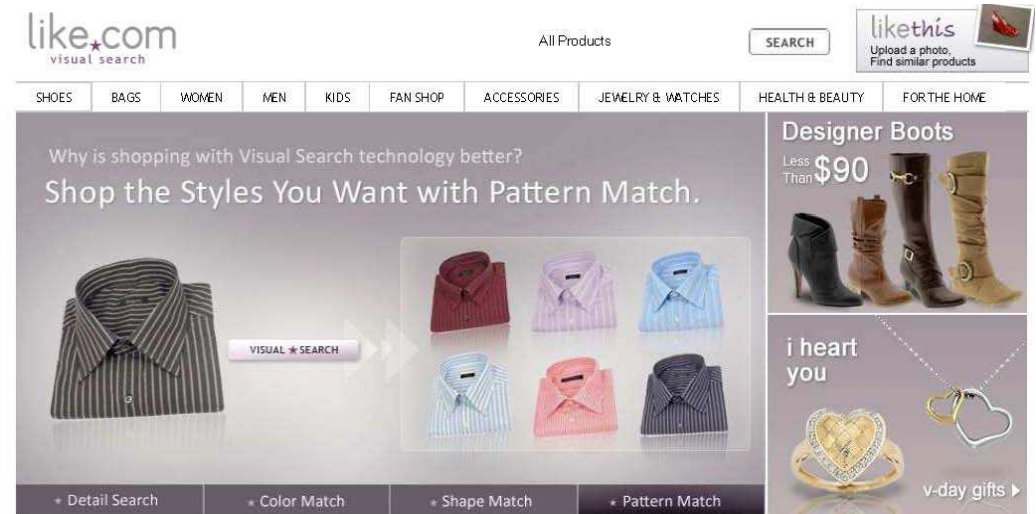 like.com
visual search
All Products
SEARCH
likethis
Upload a photo,
Find similar products
SHOES BAGS WOMEN MEN KIDS FAN SHOP ACCESSORIES JEWELRY & WATCHES HEALTH & BEAUTY FOR THE HOME
Why is shopping with Visual Search technology better?
Shop the Styles You Want with Pattern Match.
VISUAL ★ SEARCH
★ Detail Search
★ Color Match
★ Shape Match
★ Pattern Match
Designer Boots
Less
Than $90
i heart
you
v-day gifts